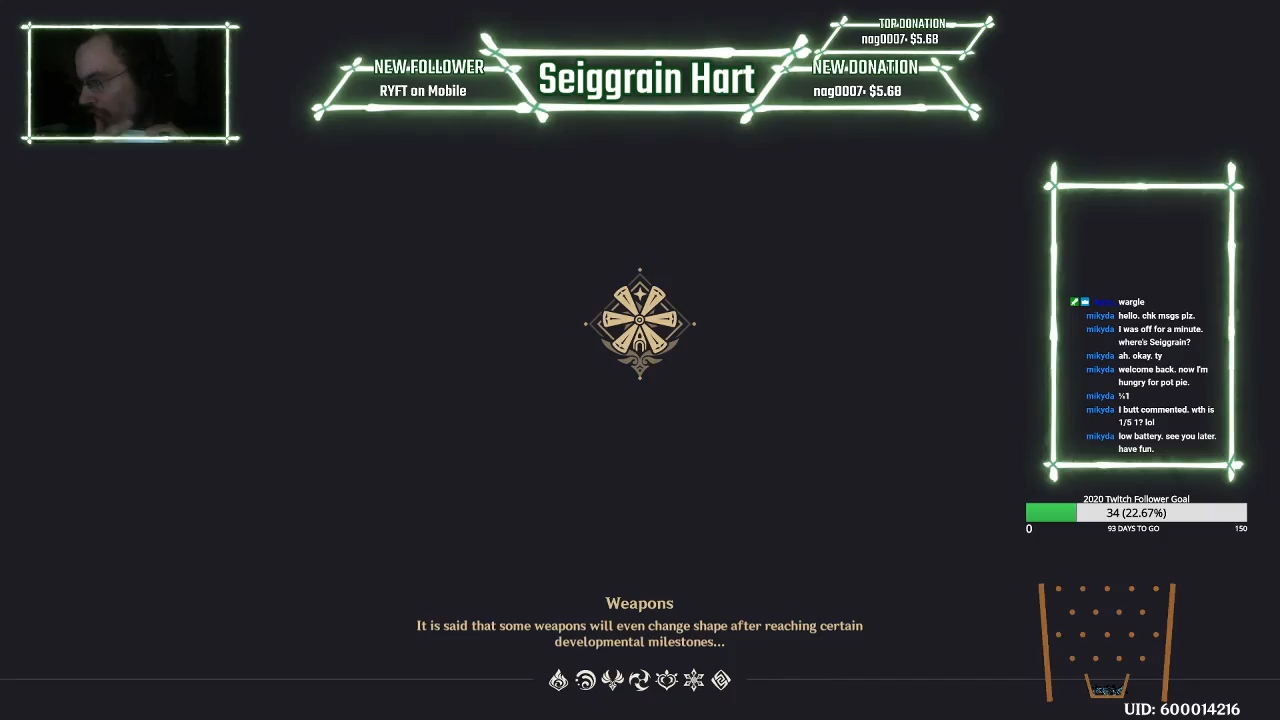 TOP DONATION
nag0007: $5.68
NEW FOLLOWER
RYFT on Mobile
Seiggrain Hart
NEW DONATION
nag0007: $5.68
wargle
mikyda hello. chk msgs plz.
mikyda I was off for a minute.
where's Seiggrain?
mikyda ah. okay. ty
mikyda welcome back. now I'm
hungry for pot pie.
mikyda ⅕1
mikyda I butt commented. wth is
1/5 1? lol
mikyda low battery. see you later.
have fun.
2020 Twitch Follower Goal
34 (22.67%)
0 93 DAYS TO GO 150
Weapons
It is said that some weapons will even change shape after reaching certain
developmental milestones...
UID: 600014216